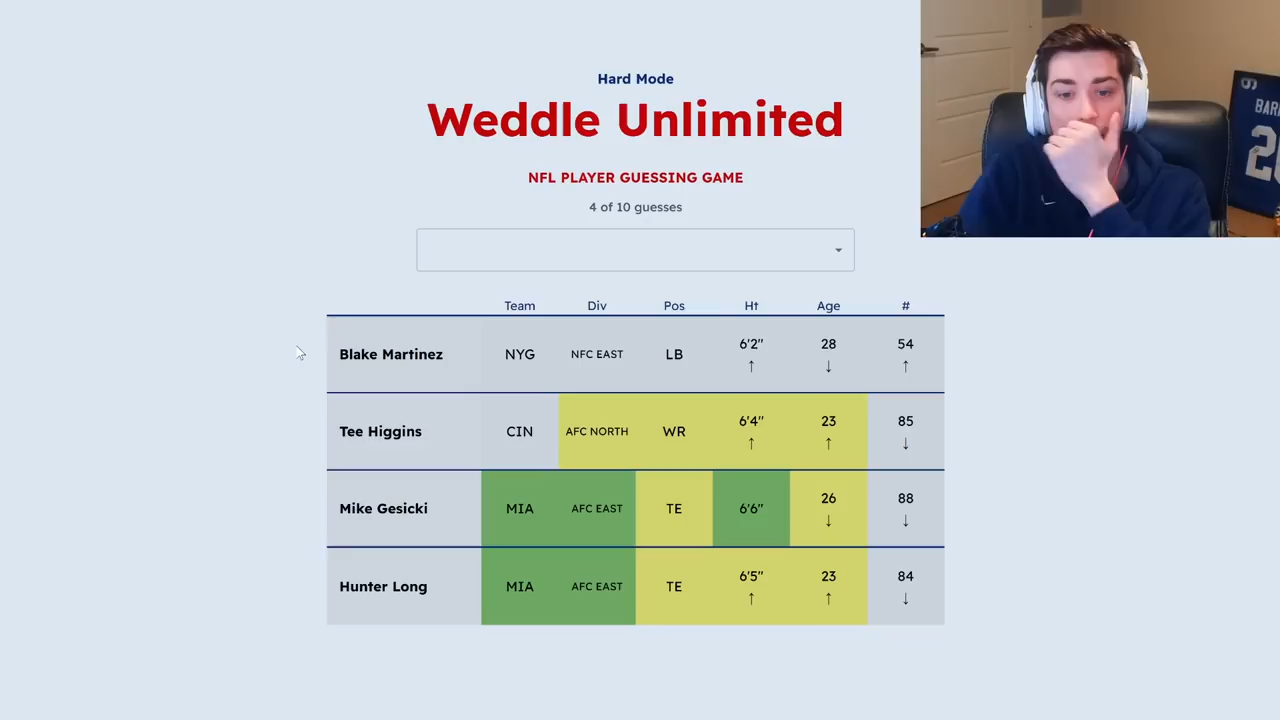 Hard Mode
Weddle Unlimited
NFL PLAYER GUESSING GAME
4 of 10 guesses
Team Div Pos Ht Age #
Blake Martinez NYG NFC EAST LB 6'2" ↑ 28 ↓ 54 ↑
Tee Higgins CIN AFC NORTH WR 6'4" ↑ 23 ↑ 85 ↓
Mike Gesicki MIA AFC EAST TE 6'6" 26 ↓ 88 ↓
Hunter Long MIA AFC EAST TE 6'5" ↑ 23 ↑ 84 ↓